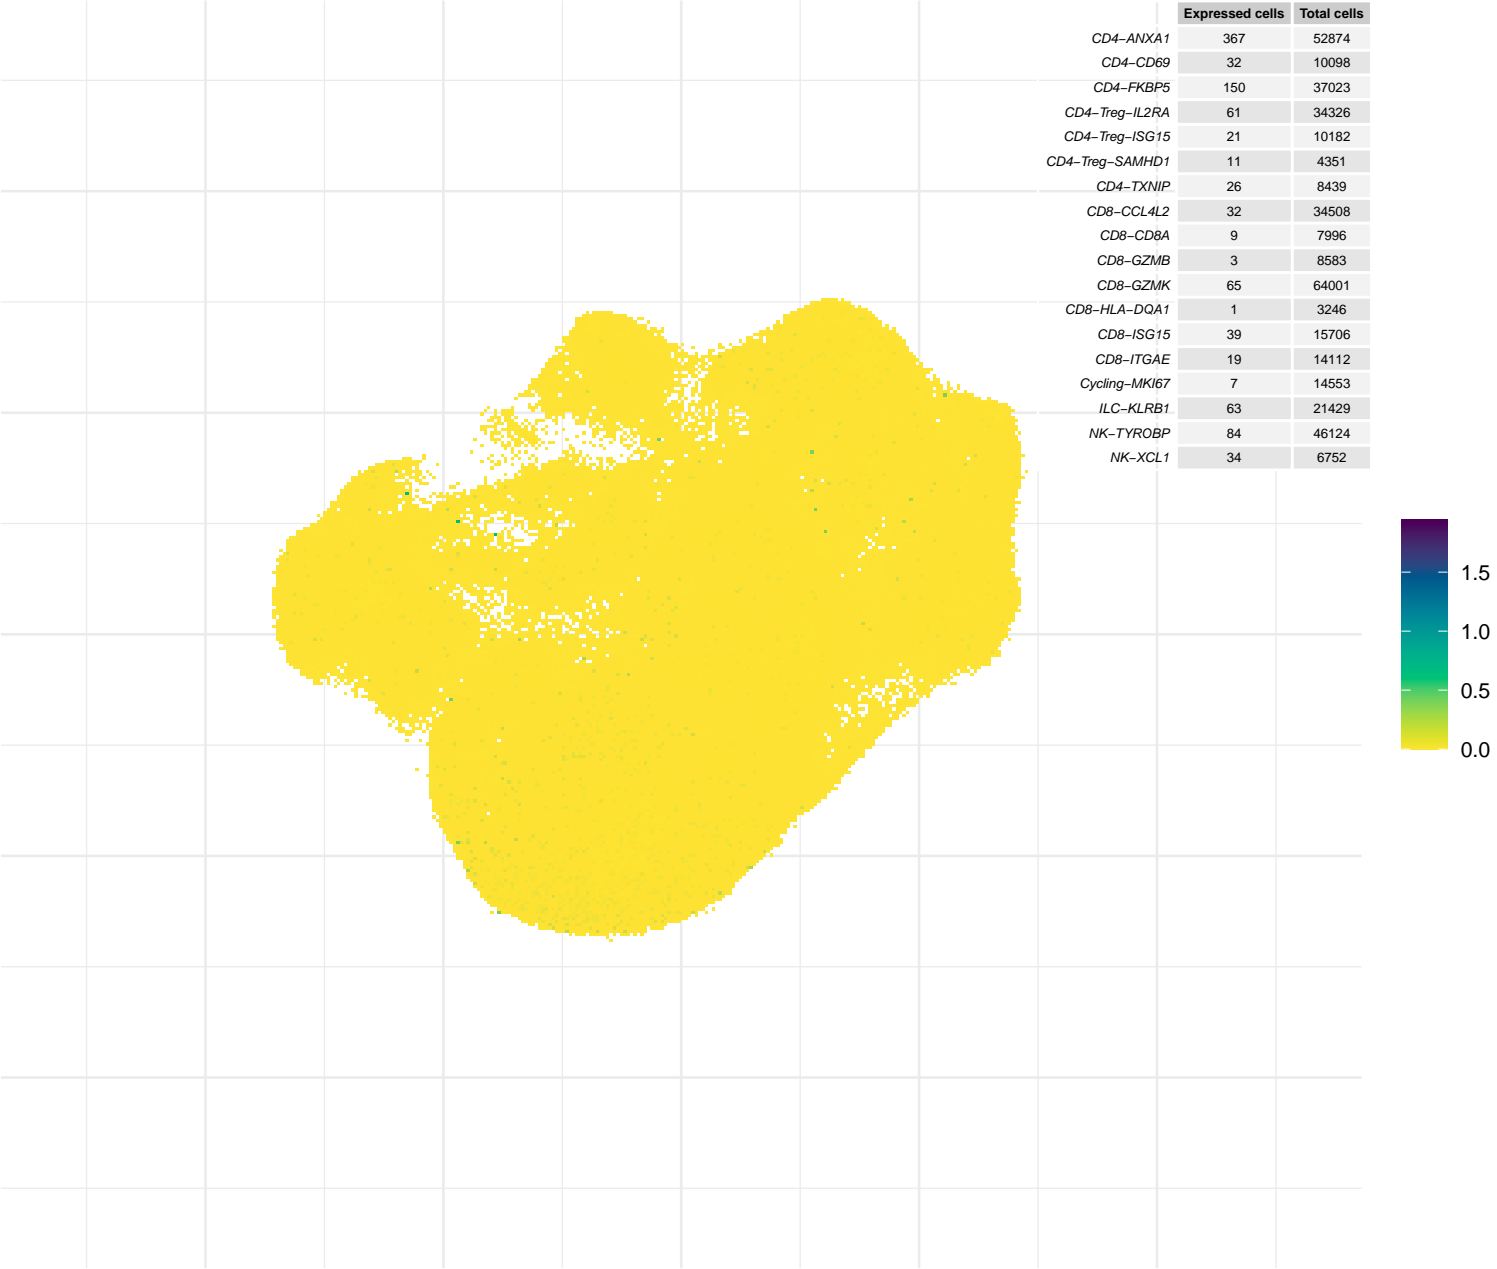 Expressed cells Total cells
CD4−ANXA1 367 52874
CD4−CD69 32 10098
CD4−FKBP5 150 37023
CD4−Treg−IL2RA 61 34326
CD4−Treg−ISG15 21 10182
CD4−Treg−SAMHD1 11 4351
CD4−TXNIP 26 8439
CD8−CCL4L2 32 34508
CD8−CD8A 9 7996
CD8−GZMB 3 8583
CD8−GZMK 65 64001
CD8−HLA−DQA1 1 3246
CD8−ISG15 39 15706
CD8−ITGAE 19 14112
Cycling−MKI67 7 14553
ILC−KLRB1 63 21429
NK−TYROBP 84 46124
NK−XCL1 34 6752
1.5
1.0
0.5
0.0